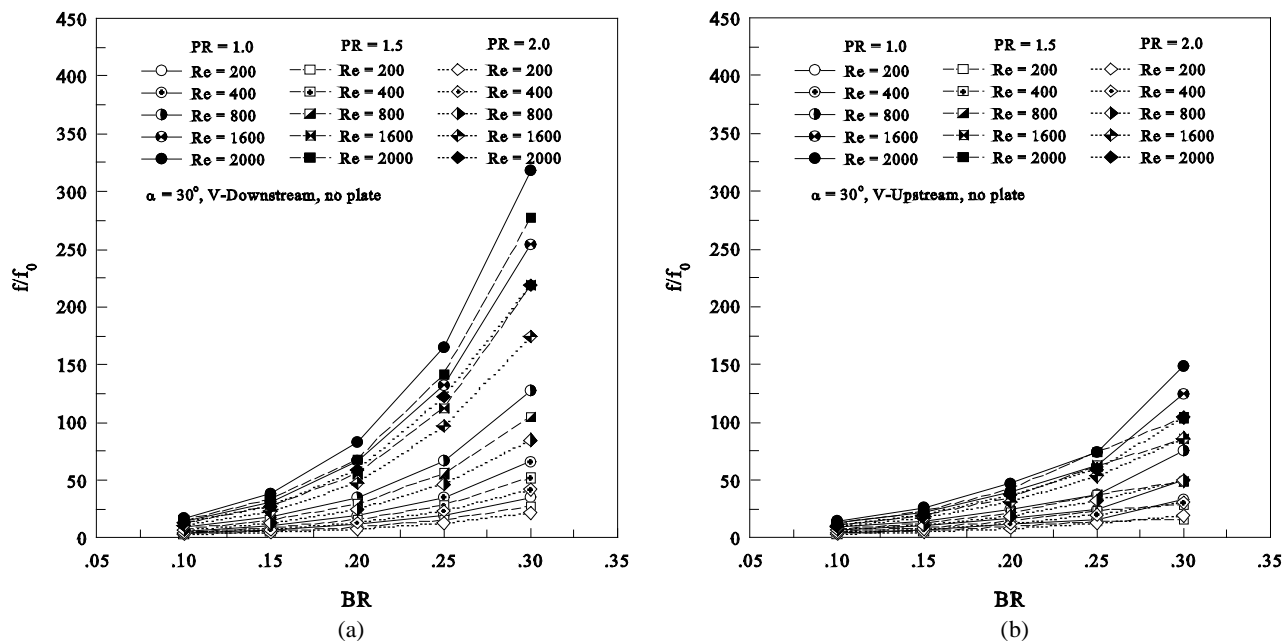 450
400
350
300
250
200
150
100
50
0
f/f₀
PR = 1.0 PR = 1.5 PR = 2.0
Re = 200 Re = 200 Re = 200
Re = 400 Re = 400 Re = 400
Re = 800 Re = 800 Re = 800
Re = 1600 Re = 1600 Re = 1600
Re = 2000 Re = 2000 Re = 2000
α = 30°, V-Downstream, no plate
.05 .10 .15 .20 .25 .30 .35
BR
(a)
450
400
350
300
250
200
150
100
50
0
f/f₀
PR = 1.0 PR = 1.5 PR = 2.0
Re = 200 Re = 200 Re = 200
Re = 400 Re = 400 Re = 400
Re = 800 Re = 800 Re = 800
Re = 1600 Re = 1600 Re = 1600
Re = 2000 Re = 2000 Re = 2000
α = 30°, V-Upstream, no plate
.05 .10 .15 .20 .25 .30 .35
BR
(b)